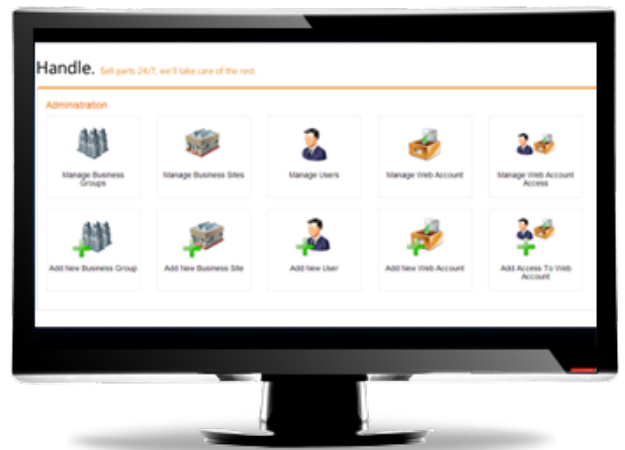 Handle. Sell parts 24/7, we'll take care of the rest.
Administration
Manage Business
Groups
Manage Business Sites
Manage Users
Manage Web Account
Manage Web Account
Access
Add New Business Group
Add New Business Site
Add New User
Add New Web Account
Add Access To Web
Account